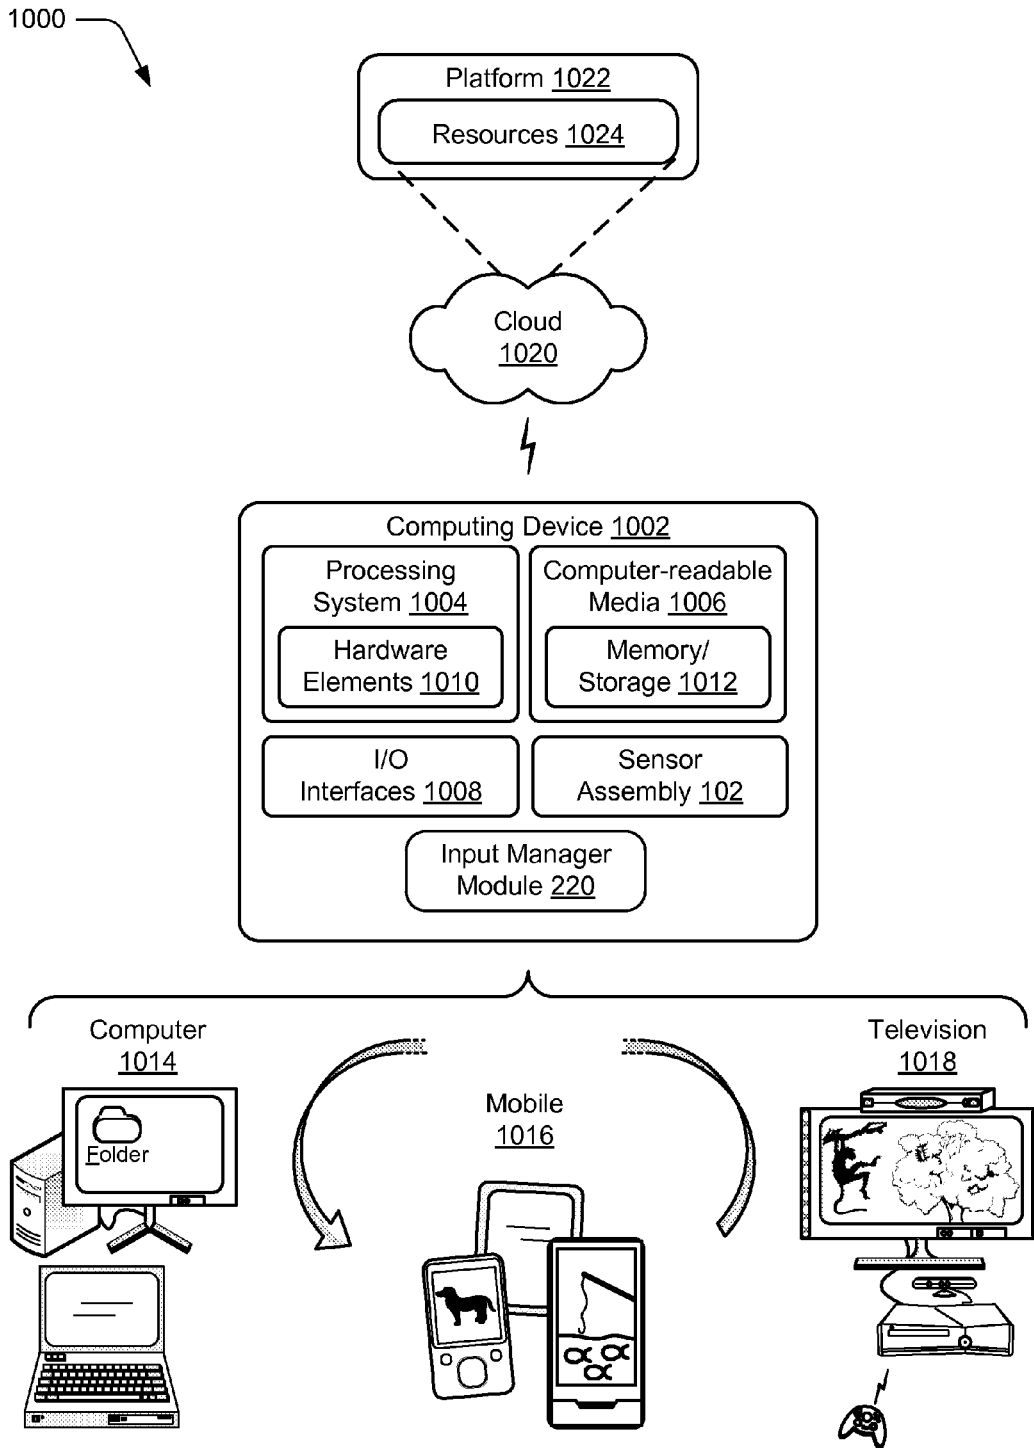 1000
Platform 1022
Resources 1024
Cloud
1020
Computing Device 1002
Processing
System 1004
Hardware
Elements 1010
Computer-readable
Media 1006
Memory/
Storage 1012
I/O
Interfaces 1008
Sensor
Assembly 102
Input Manager
Module 220
Computer
1014
Folder
Mobile
1016
Television
1018